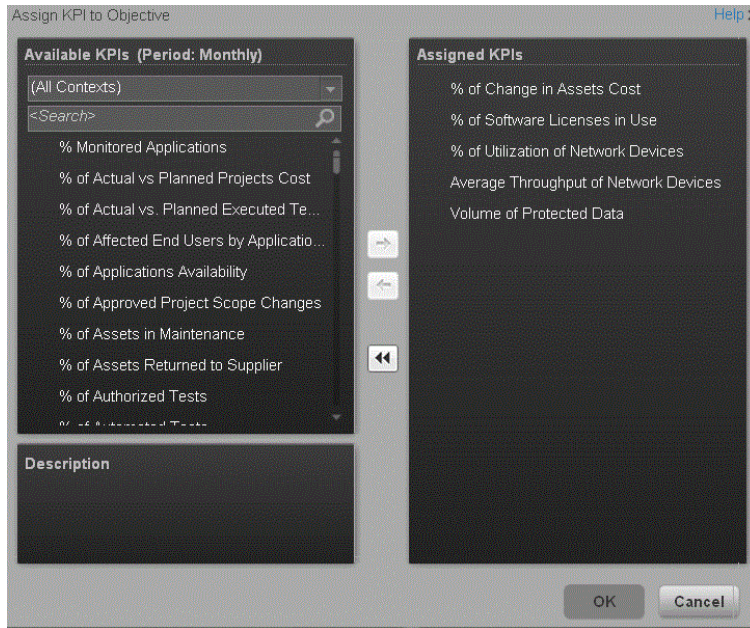 Assign KPI to Objective
Help
Available KPIs (Period: Monthly)
(All Contexts)
<Search>
% Monitored Applications
% of Actual vs Planned Projects Cost
% of Actual vs. Planned Executed Te...
% of Affected End Users by Applicatio...
% of Applications Availability
% of Approved Project Scope Changes
% of Assets in Maintenance
% of Assets Returned to Supplier
% of Authorized Tests
% of Automated Tests
Description
Assigned KPIs
% of Change in Assets Cost
% of Software Licenses in Use
% of Utilization of Network Devices
Average Throughput of Network Devices
Volume of Protected Data
OK
Cancel